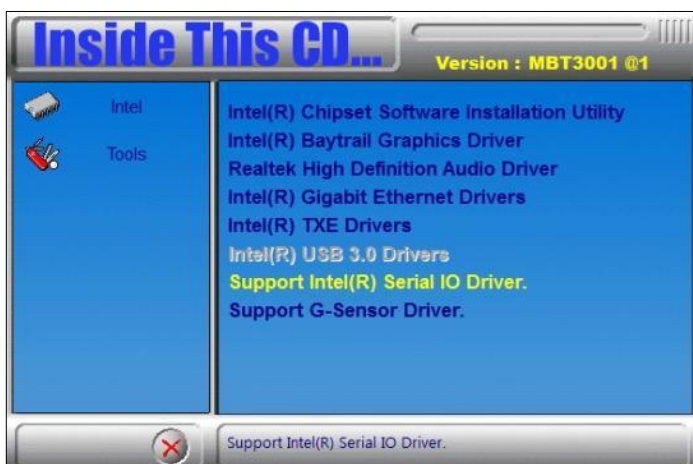 Inside This CD...
Version : MBT3001 @1
Intel
Tools
Intel(R) Chipset Software Installation Utility
Intel(R) Baytrail Graphics Driver
Realtek High Definition Audio Driver
Intel(R) Gigabit Ethernet Drivers
Intel(R) TXE Drivers
Intel(R) USB 3.0 Drivers
Support Intel(R) Serial IO Driver.
Support G-Sensor Driver.
Support Intel(R) Serial IO Driver.